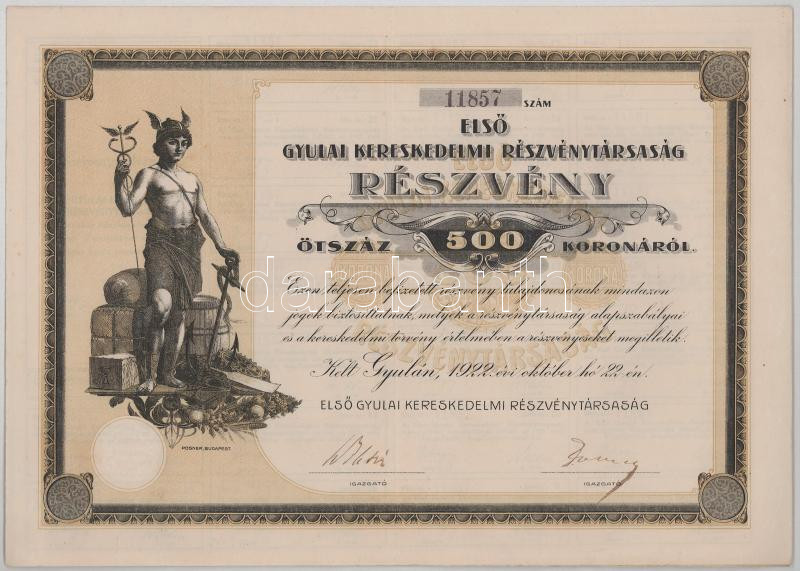 11857 SZÁM
ELSŐ
GYULAI KERESKEDELMI RÉSZVÉNYTÁRSASÁG
RÉSZVÉNY
ÖTSZÁZ 500 KORONÁRÓL.
Ezen teljesen befizetett részvény tulajdonosának mindazon
jogok biztosíttatnak, melyek a részvénytársaság alapszabályai
és a kereskedelmi törvény értelmében a részvényeseket megilletik.
Kelt Gyulán, 1922. évi október hó 22-én.
ELSŐ GYULAI KERESKEDELMI RÉSZVÉNYTÁRSASÁG
POSNER, BUDAPEST.
IGAZGATÓ IGAZGATÓ
darabanth